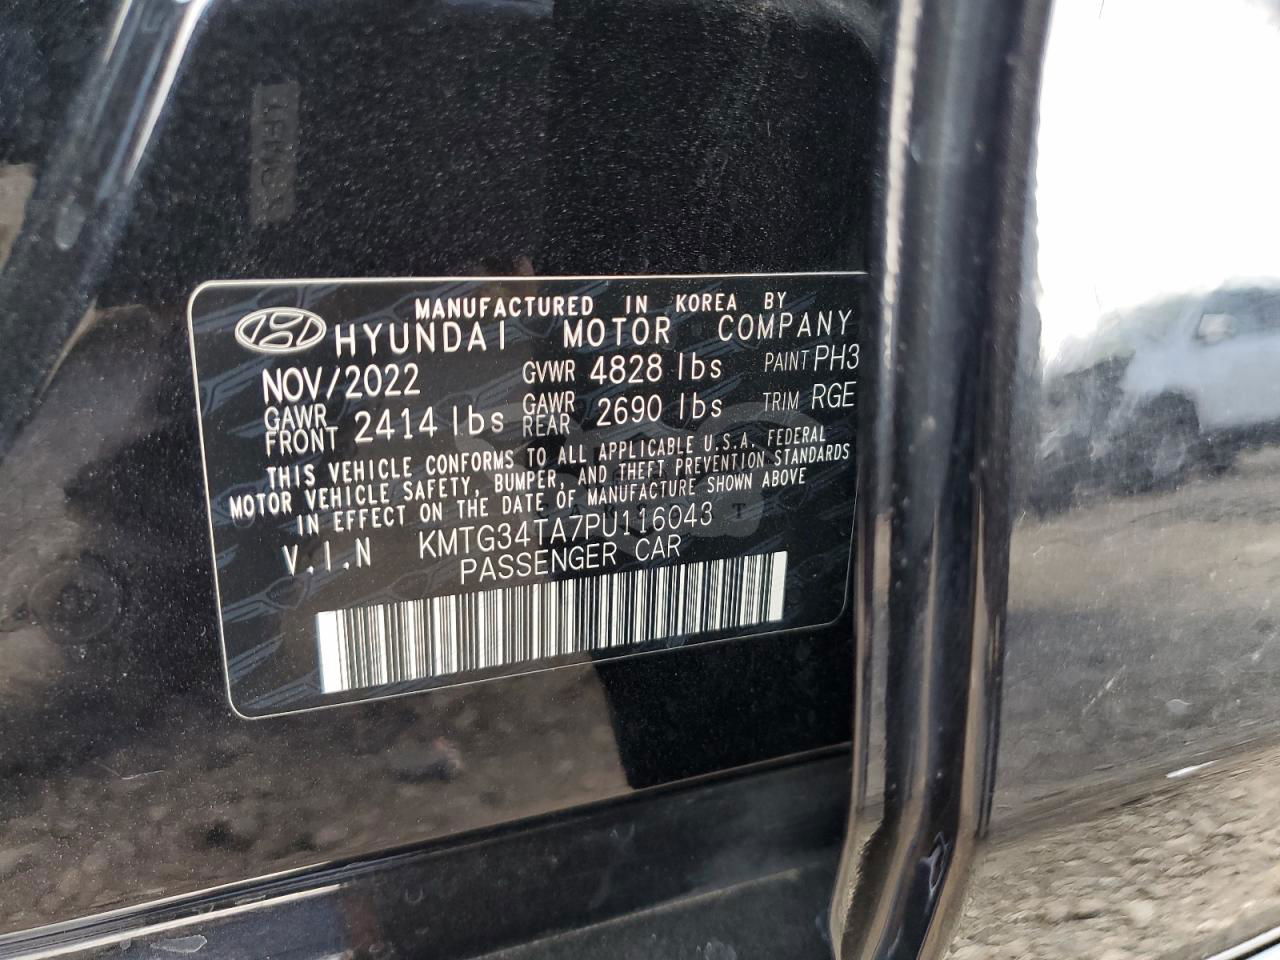 MANUFACTURED IN KOREA BY
HYUNDAI MOTOR COMPANY
NOV/2022 GVWR 4828 lbs PAINT PH3
GAWR FRONT 2414 lbs GAWR REAR 2690 lbs TRIM RGE
THIS VEHICLE CONFORMS TO ALL APPLICABLE U.S.A. FEDERAL
MOTOR VEHICLE SAFETY, BUMPER, AND THEFT PREVENTION STANDARDS
IN EFFECT ON THE DATE OF MANUFACTURE SHOWN ABOVE
V.I.N KMTG34TA7PU116043
PASSENGER CAR